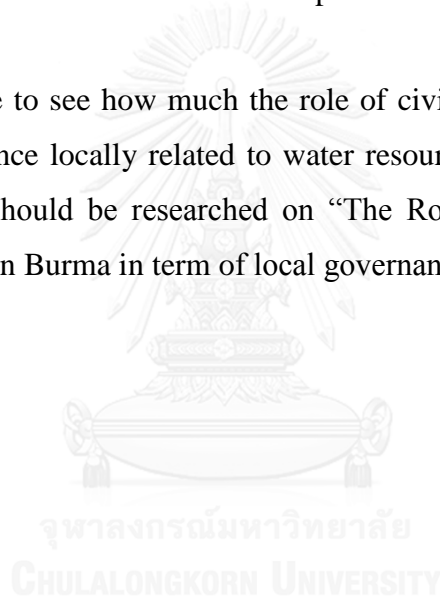 e to see how much the role of civi
nce locally related to water resour
hould be researched on “The Ro
n Burma in term of local governan
จุฬาลงกรณ์มหาวิทยาลัย
CHULALONGKORN UNIVERSITY